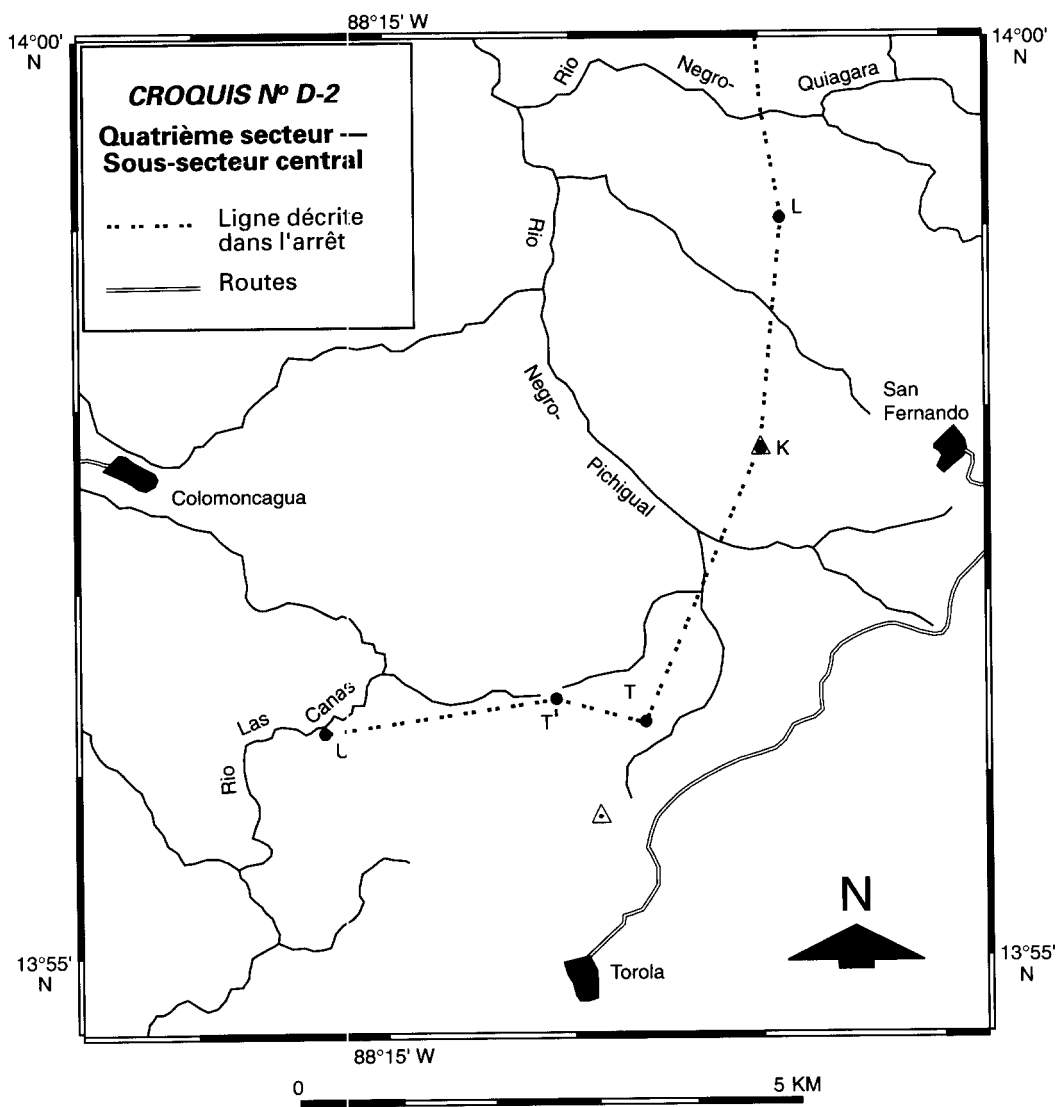 88°15' W
14°00'
N
14°00'
N
CROQUIS Nº D-2
Quatrième secteur —
Sous-secteur central
Ligne décrite
dans l'arrêt
Routes
Rio
Negro-
Quiagara
L
Rio
Negro-
Pichigual
San
Fernando
K
Colomoncagua
T
T'
Las
Canas
Rio
U
N
13°55'
N
13°55'
N
Torola
88°15' W
0
5 KM